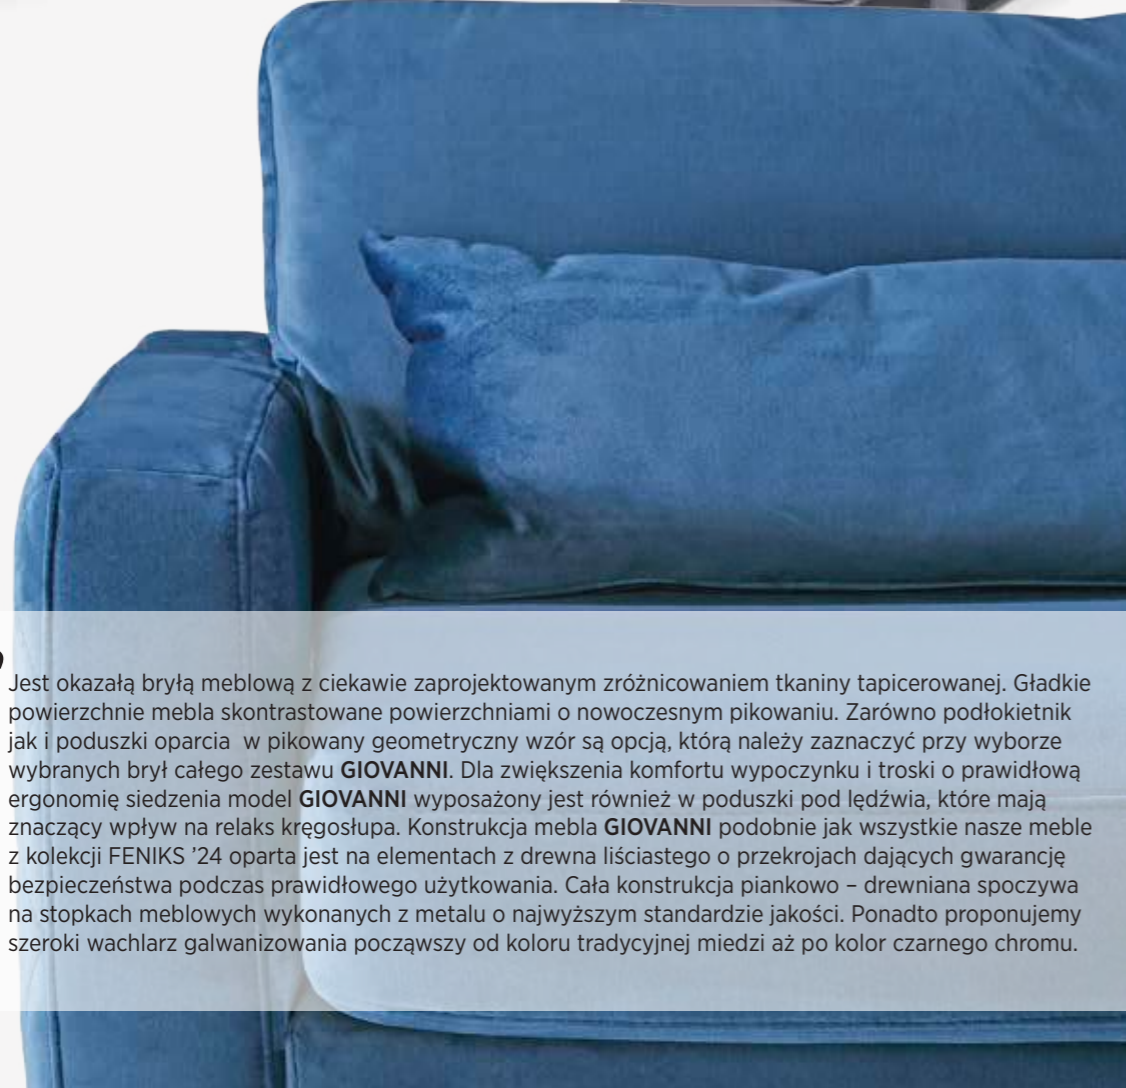 Jest okazałą bryłą meblową z ciekawie zaprojektowanym zróżnicowaniem tkaniny tapicerowanej. Gładkie
powierzchnie mebla skontrastowane powierzchniami o nowoczesnym pikowaniu. Zarówno podłokietnik
jak i poduszki oparcia  w pikowany geometryczny wzór są opcją, którą należy zaznaczyć przy wyborze
wybranych brył całego zestawu GIOVANNI. Dla zwiększenia komfortu wypoczynku i troski o prawidłową
ergonomię siedzenia model GIOVANNI wyposażony jest również w poduszki pod lędźwia, które mają
znaczący wpływ na relaks kręgosłupa. Konstrukcja mebla GIOVANNI podobnie jak wszystkie nasze meble
z kolekcji FENIKS ’24 oparta jest na elementach z drewna liściastego o przekrojach dających gwarancję
bezpieczeństwa podczas prawidłowego użytkowania. Cała konstrukcja piankowo – drewniana spoczywa
na stopkach meblowych wykonanych z metalu o najwyższym standardzie jakości. Ponadto proponujemy
szeroki wachlarz galwanizowania począwszy od koloru tradycyjnej miedzi aż po kolor czarnego chromu.